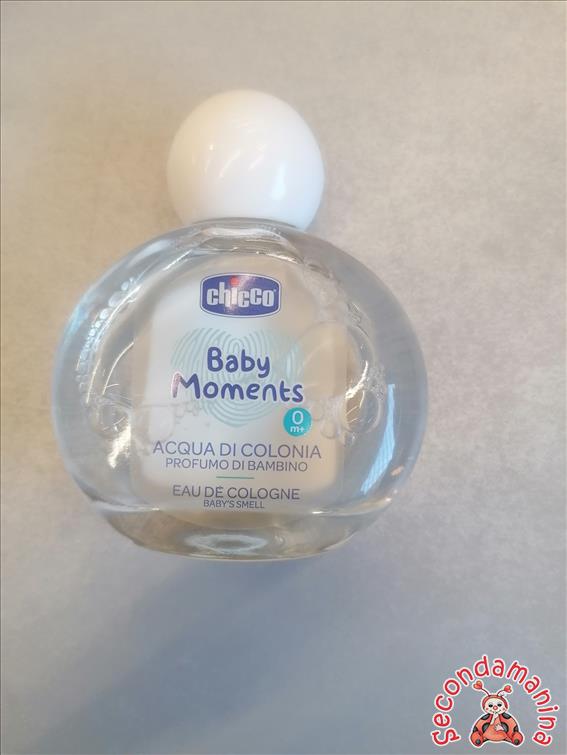 chicco
Baby
Moments
0
m+
ACQUA DI COLONIA
PROFUMO DI BAMBINO
EAU DE COLOGNE
BABY'S SMELL
Secondamanina